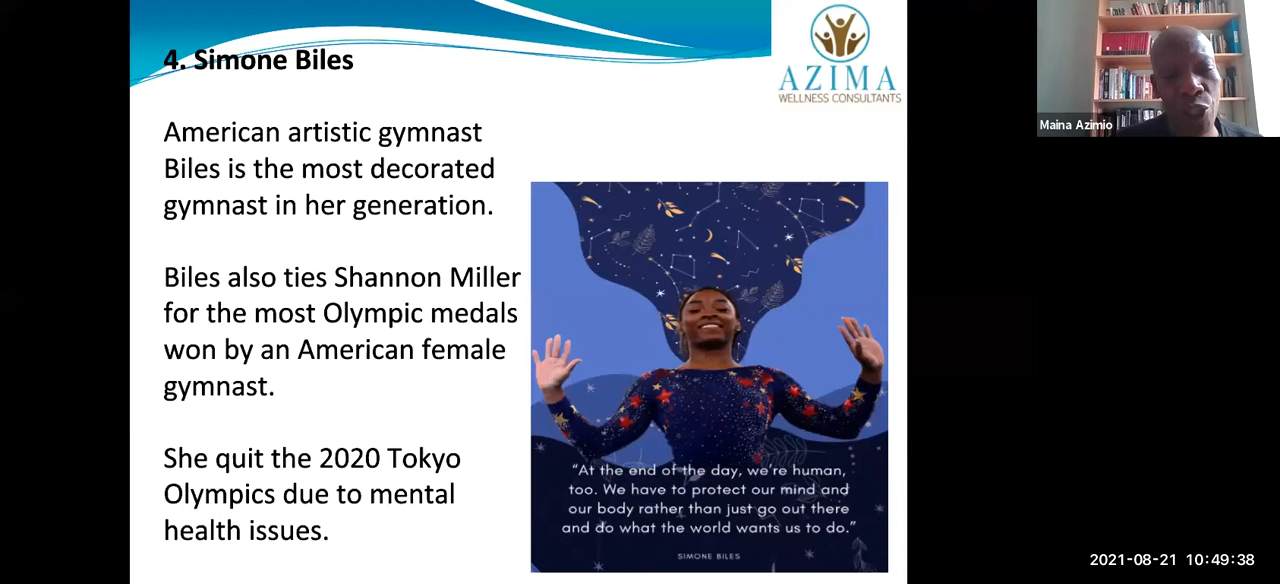 4. Simone Biles
AZIMA
WELLNESS CONSULTANTS
Maina Azimio
American artistic gymnast
Biles is the most decorated
gymnast in her generation.
Biles also ties Shannon Miller
for the most Olympic medals
won by an American female
gymnast.
She quit the 2020 Tokyo
Olympics due to mental
health issues.
“At the end of the day, we’re human,
too. We have to protect our mind and
our body rather than just go out there
and do what the world wants us to do.”
SIMONE BILES
2021-08-21 10:49:38